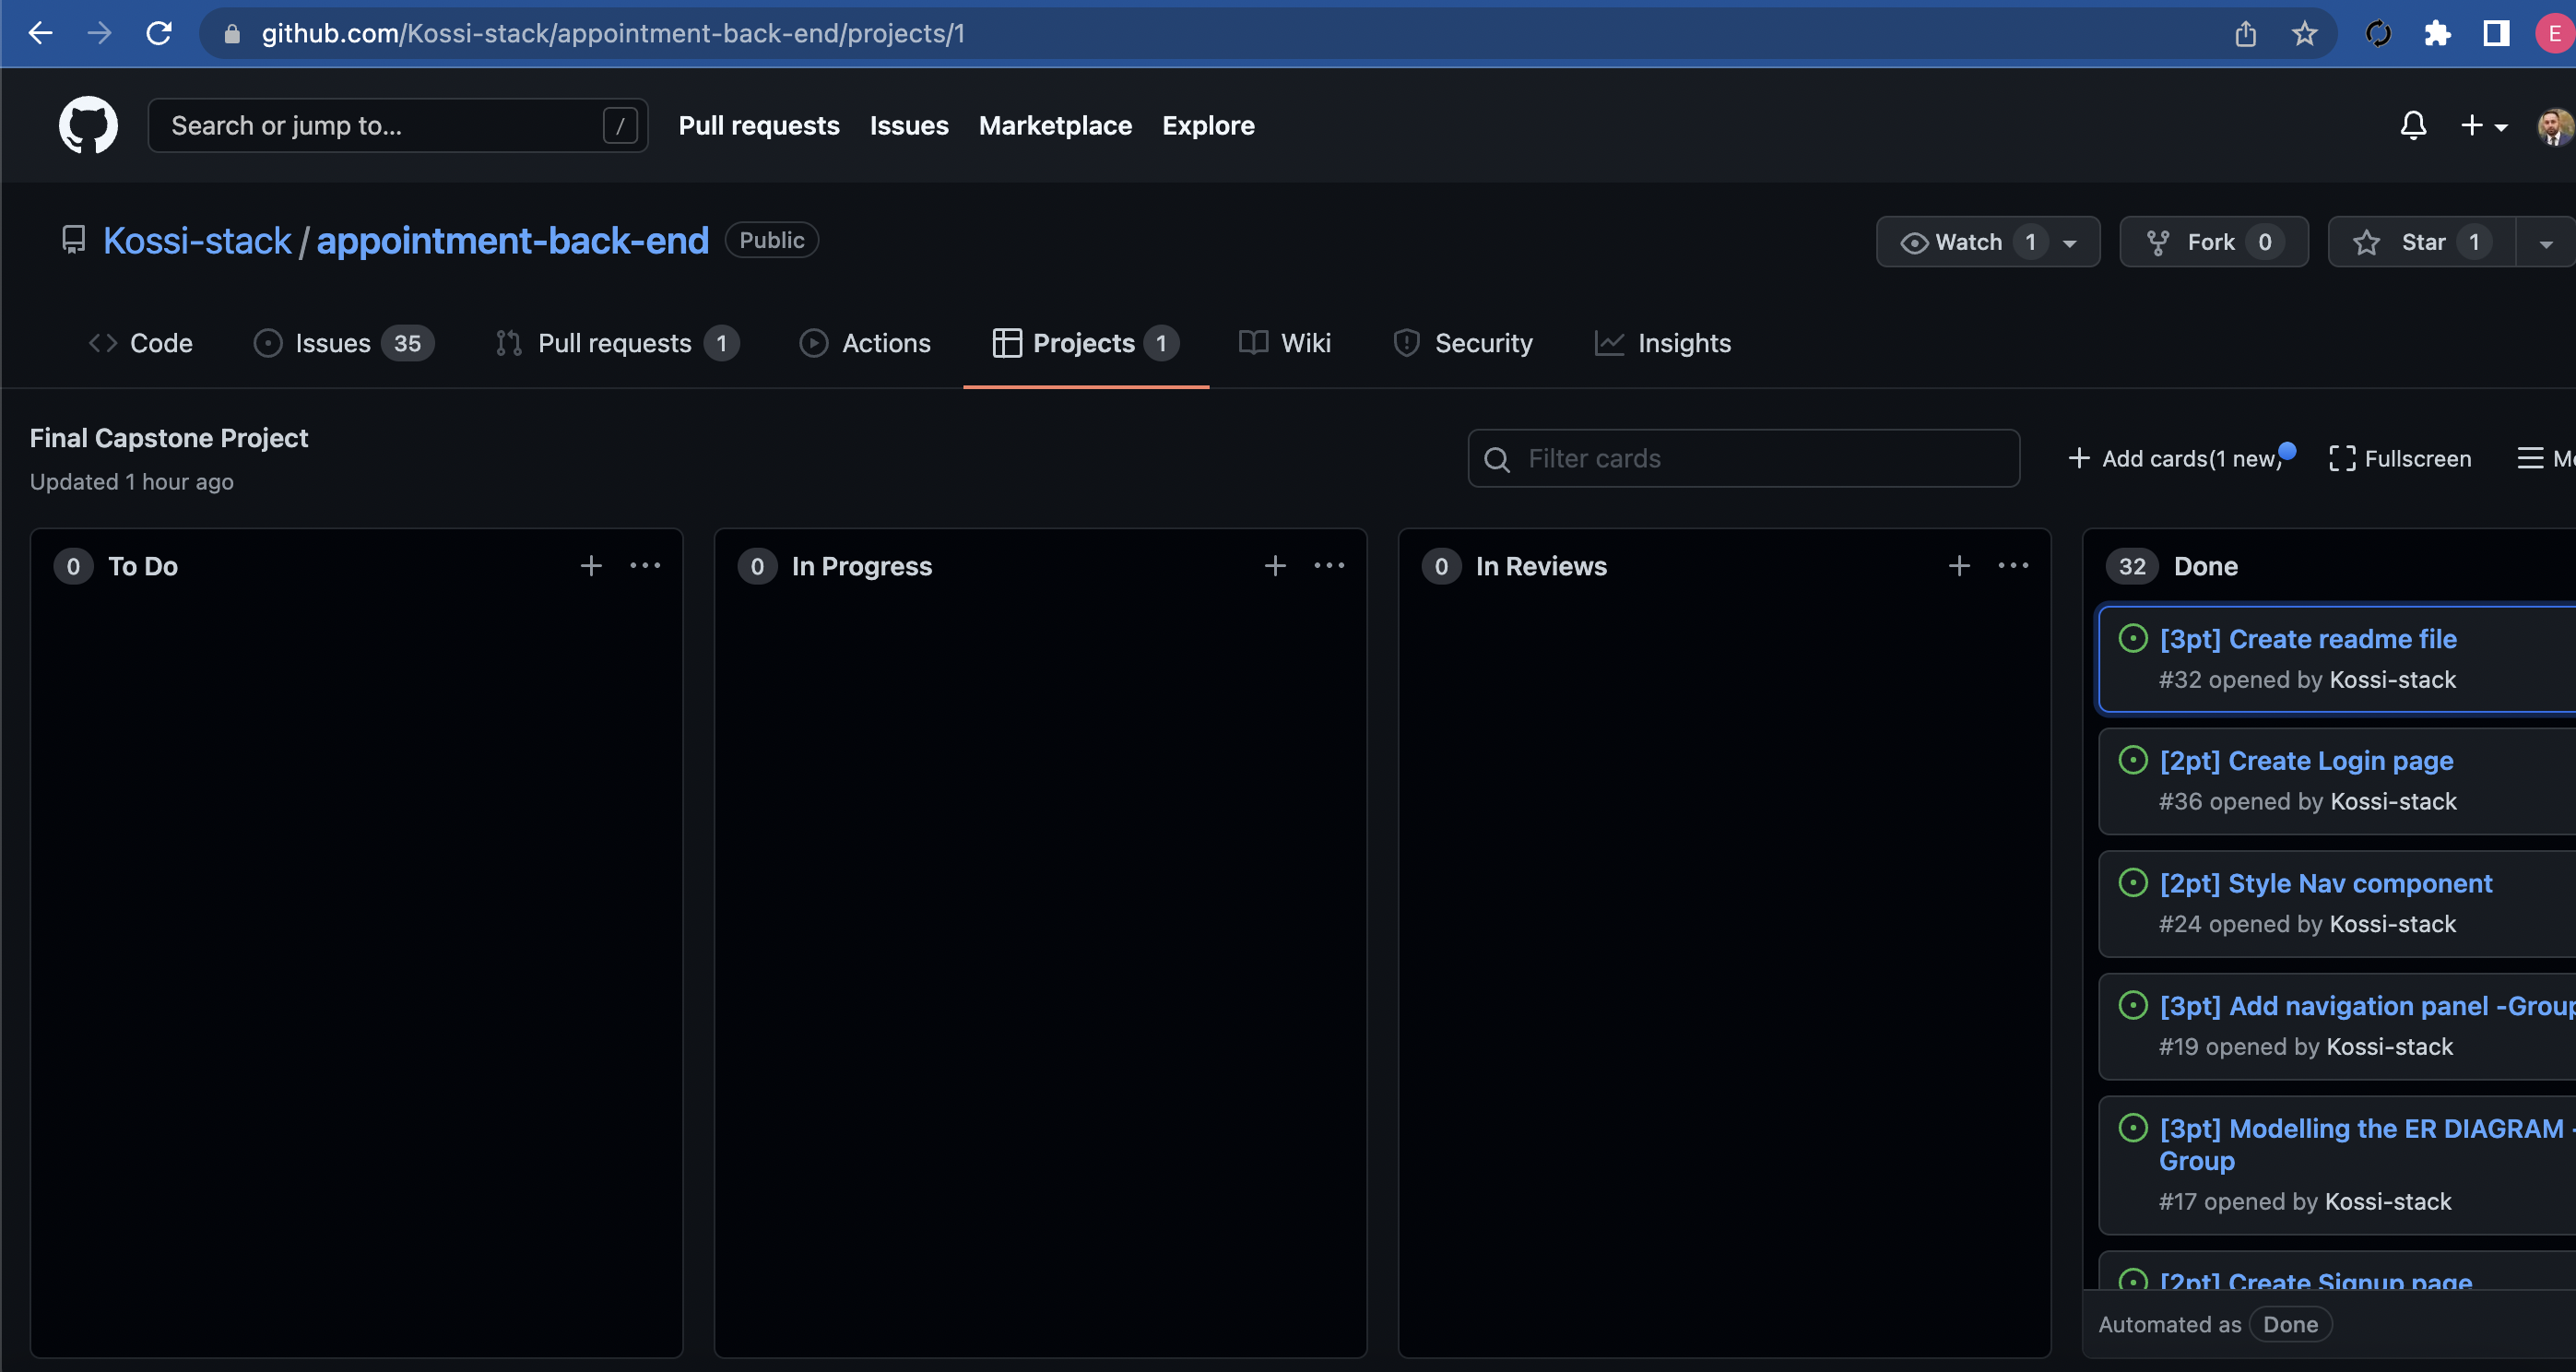 github.com/Kossi-stack/appointment-back-end/projects/1
E
Search or jump to... /
Pull requests Issues Marketplace Explore
Kossi-stack / appointment-back-end Public
Watch 1 Fork 0 Star 1
Code Issues 35 Pull requests 1 Actions Projects 1 Wiki Security Insights
Final Capstone Project
Updated 1 hour ago
Filter cards
Add cards(1 new) Fullscreen
0 To Do
0 In Progress
0 In Reviews
32 Done
[3pt] Create readme file
#32 opened by Kossi-stack
[2pt] Create Login page
#36 opened by Kossi-stack
[2pt] Style Nav component
#24 opened by Kossi-stack
[3pt] Add navigation panel -Group
#19 opened by Kossi-stack
[3pt] Modelling the ER DIAGRAM -
Group
#17 opened by Kossi-stack
[2pt] Create Signup page
Automated as Done